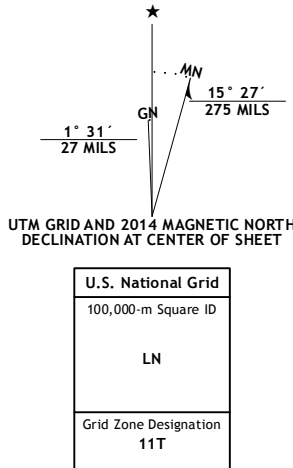 ★
MN
GN
15° 27´
275 MILS
1° 31´
27 MILS
UTM GRID AND 2014 MAGNETIC NORTH
DECLINATION AT CENTER OF SHEET
U.S. National Grid
100,000-m Square ID
LN
Grid Zone Designation
11T